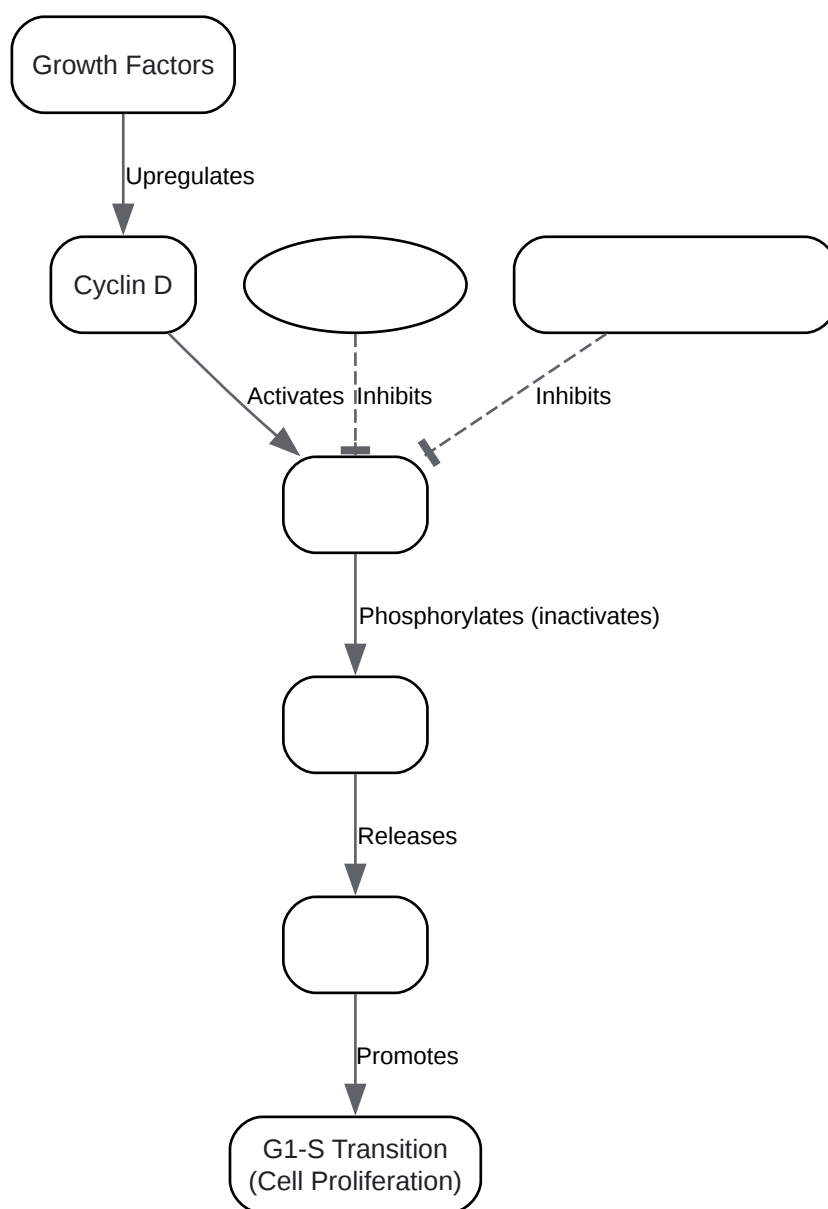 Growth Factors
Upregulates
Cyclin D
Activates
Inhibits
Inhibits
Phosphorylates (inactivates)
Releases
Promotes
G1-S Transition
(Cell Proliferation)